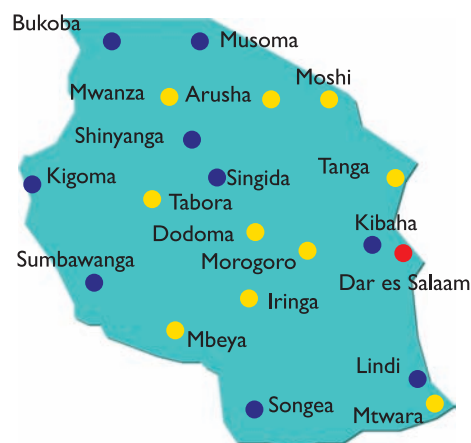 Bukoba
Musoma
Moshi
Mwanza
Arusha
Shinyanga
Tanga
Kigoma
Singida
Tabora
Kibaha
Dodoma
Sumbawanga
Morogoro
Dar es Salaam
Iringa
Mbeya
Lindi
Songea
Mtwara